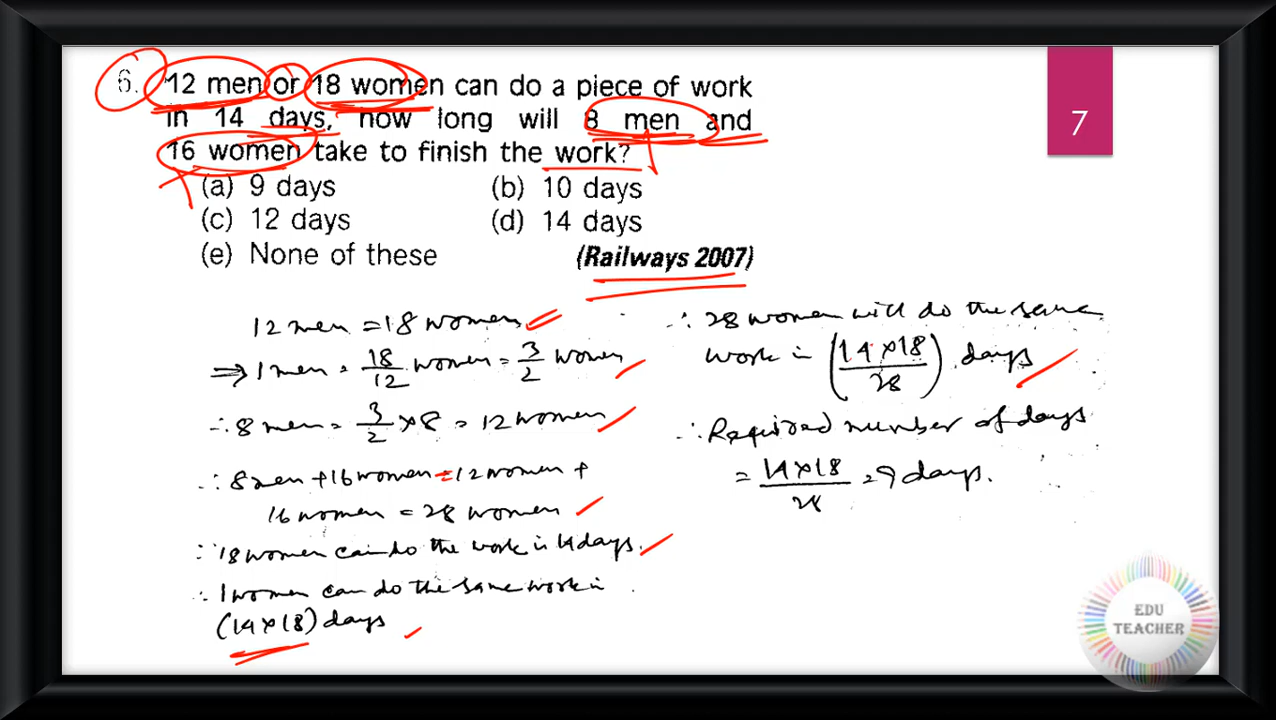 6. 12 men or 18 women can do a piece of work
in 14 days, how long will 8 men and
16 women take to finish the work?
(a) 9 days (b) 10 days
(c) 12 days (d) 14 days
(e) None of these (Railways 2007)
7
12 men = 18 women
⇒ 1 men = 18/12 women = 3/2 women
∴ 8 men = 3/2 × 8 = 12 women
∴ 8 men + 16 women = 12 women +
16 women = 28 women
∵ 18 women can do the work in 14 days.
∴ 1 women can do the same work in
(14×18) days
∴ 28 women will do the same
work in (14×18/28) days
∴ Required number of days
= 14×18/28 = 9 days.
EDU
TEACHER